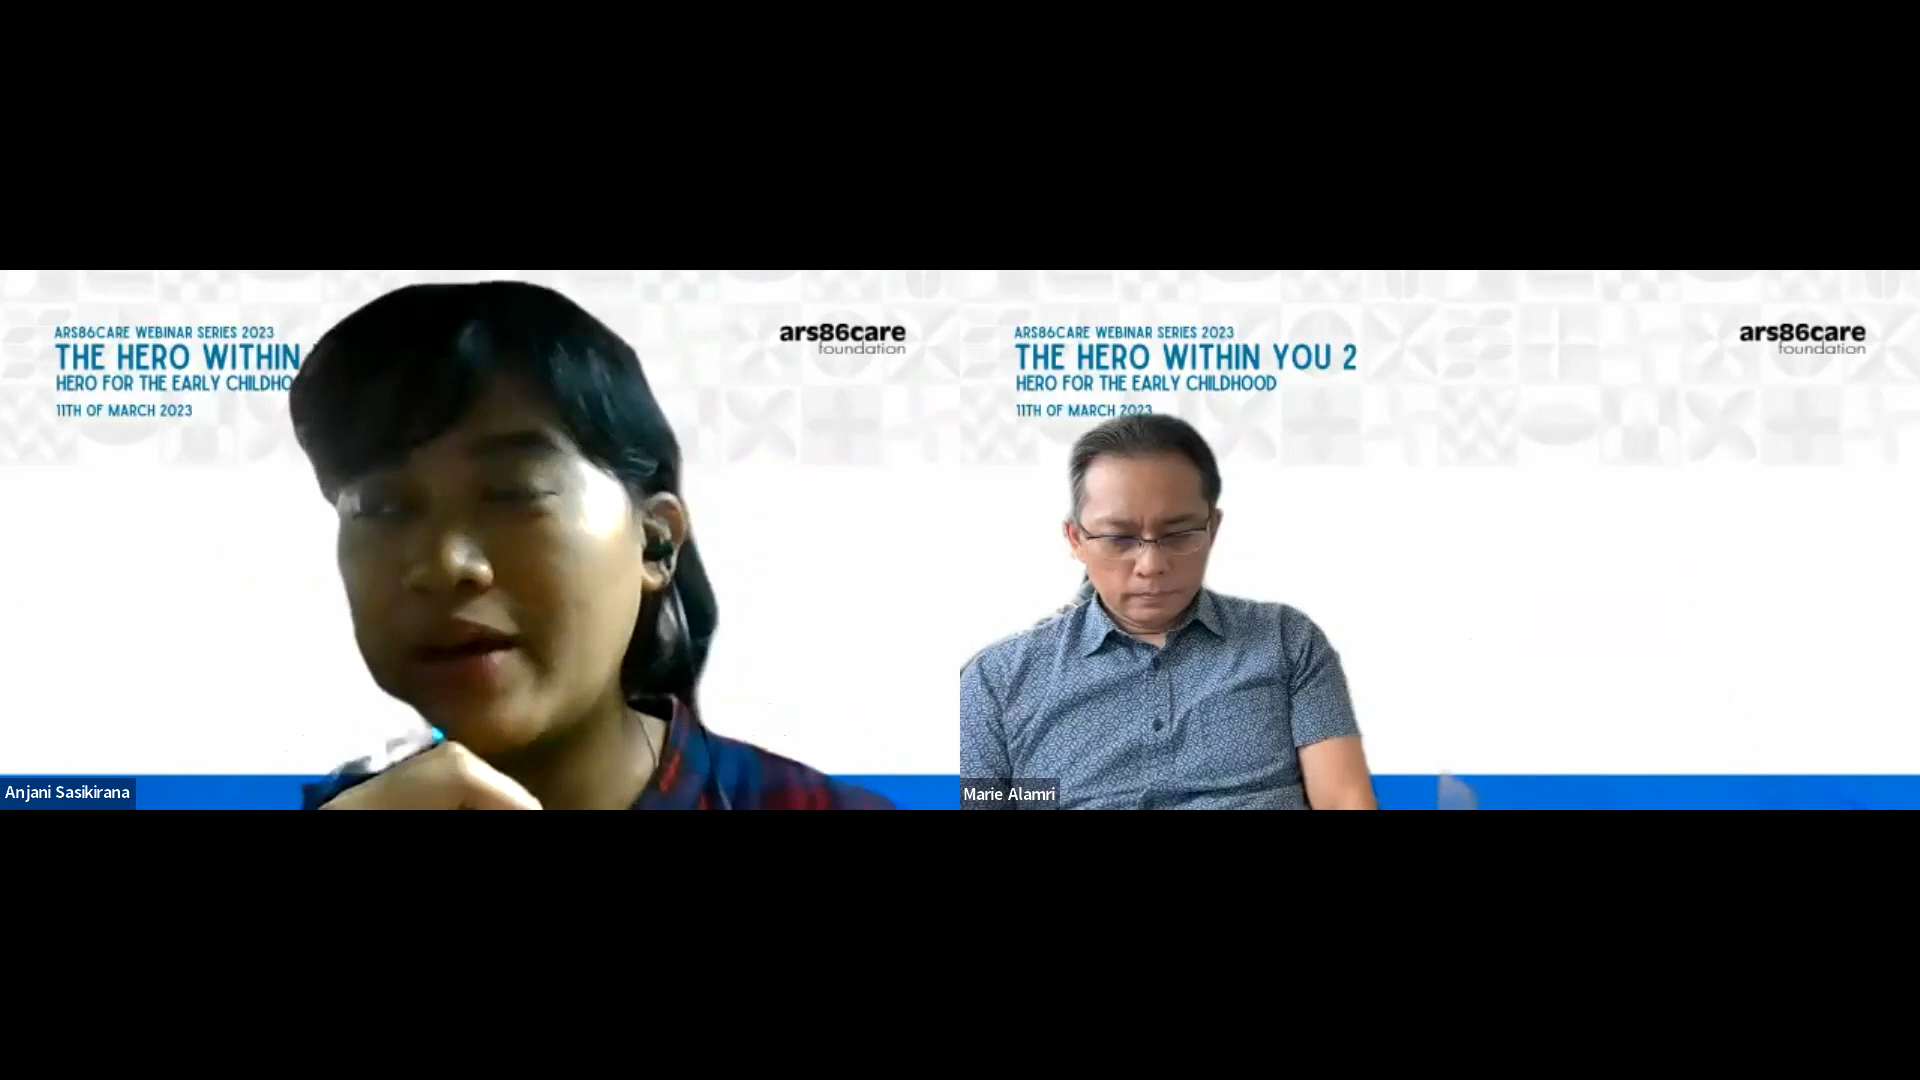 ARS86CARE WEBINAR SERIES 2023
THE HERO WITHIN
HERO FOR THE EARLY CHILDHO
11TH OF MARCH 2023
ars86care
foundation
Anjani Sasikirana
ARS86CARE WEBINAR SERIES 2023
THE HERO WITHIN YOU 2
HERO FOR THE EARLY CHILDHOOD
11TH OF MARCH 2023
ars86care
foundation
Marie Alamri